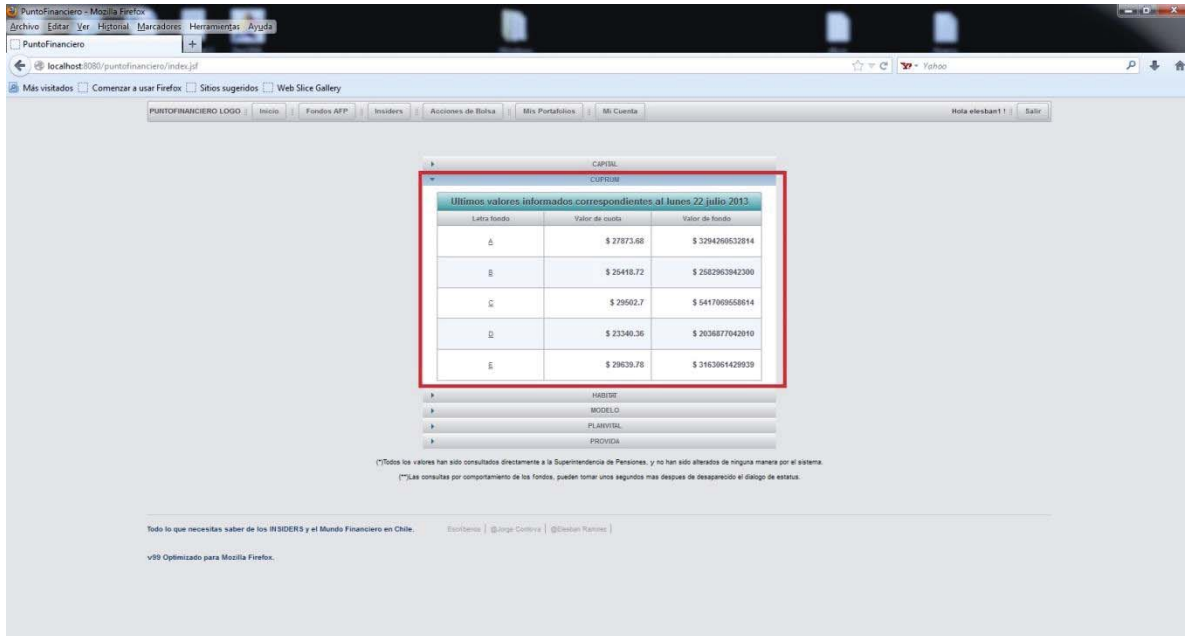 PuntoFinanciero - Mozilla Firefox
Archivo Editar Ver Historial Marcadores Herramientas Ayuda
PuntoFinanciero +
localhost:8080/puntofinanciero/index.jsf Yahoo
Más visitados Comenzar a usar Firefox Sitios sugeridos Web Slice Gallery
PUNTOFINANCIERO LOGO Inicio Fondos AFP Insiders Acciones de Bolsa Mis Portafolios Mi Cuenta Hola elesban1 ! Salir
CAPITAL
CUPRUM
Ultimos valores informados correspondientes al lunes 22 julio 2013
Letra fondo Valor de cuota Valor de fondo
A $ 27873.68 $ 3294260532814
B $ 25418.72 $ 2582963942300
C $ 29502.7 $ 5417069558614
D $ 23340.36 $ 2036877042010
E $ 29639.78 $ 3163061429939
HABITAT
MODELO
PLANVITAL
PROVIDA
(*)Todos los valores han sido consultados directamente a la Superintendencia de Pensiones, y no han sido alterados de ninguna manera por el sistema.
(**)Las consultas por comportamiento de los fondos, pueden tomar unos segundos mas despues de desaparecido el dialogo de estatus.
Todo lo que necesitas saber de los INSIDERS y el Mundo Financiero en Chile. Escribenos | @Jorge Cordova | @Elesban Ramirez |
v99 Optimizado para Mozilla Firefox.